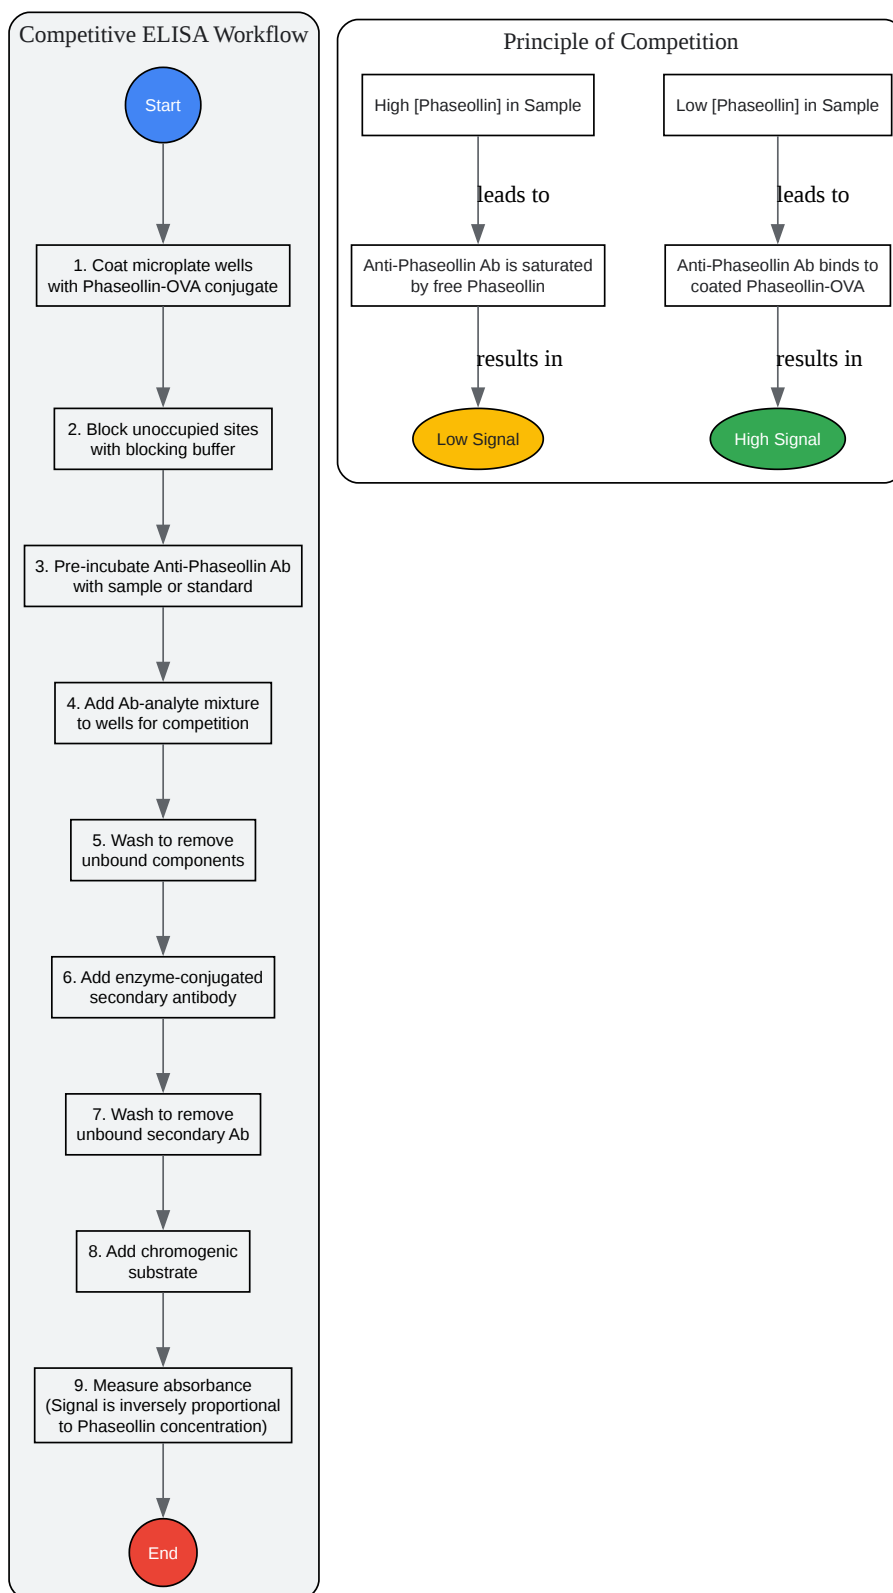 Competitive ELISA Workflow
Start
1. Coat microplate wells
with Phaseollin-OVA conjugate
2. Block unoccupied sites
with blocking buffer
3. Pre-incubate Anti-Phaseollin Ab
with sample or standard
4. Add Ab-analyte mixture
to wells for competition
5. Wash to remove
unbound components
6. Add enzyme-conjugated
secondary antibody
7. Wash to remove
unbound secondary Ab
8. Add chromogenic
substrate
9. Measure absorbance
(Signal is inversely proportional
to Phaseollin concentration)
End
Principle of Competition
High [Phaseollin] in Sample
leads to
Anti-Phaseollin Ab is saturated
by free Phaseollin
results in
Low Signal
Low [Phaseollin] in Sample
leads to
Anti-Phaseollin Ab binds to
coated Phaseollin-OVA
results in
High Signal